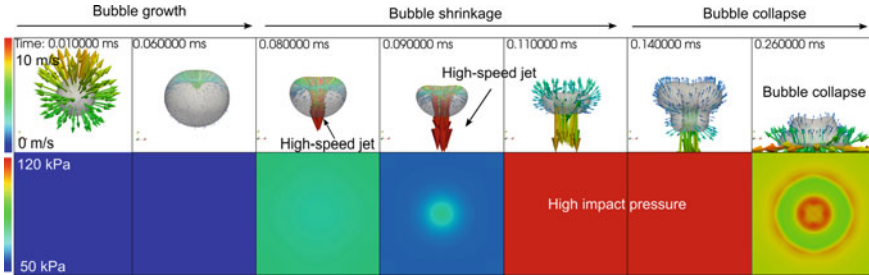 Bubble growth
Bubble shrinkage
Bubble collapse
Time: 0.010000 ms
0.060000 ms
0.080000 ms
0.090000 ms
0.110000 ms
0.140000 ms
0.260000 ms
10 m/s
High-speed jet
Bubble collapse
0 m/s
High-speed jet
120 kPa
High impact pressure
50 kPa